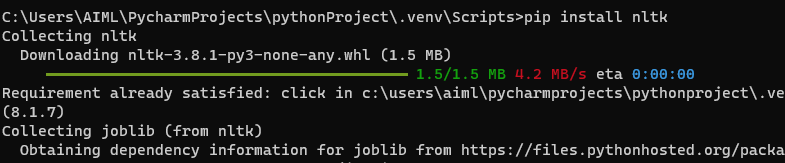 C:\Users\AIML\PycharmProjects\pythonProject\.venv\Scripts>pip install nltk
Collecting nltk
Downloading nltk-3.8.1-py3-none-any.whl (1.5 MB)
1.5/1.5 MB 4.2 MB/s eta 0:00:00
Requirement already satisfied: click in c:\users\aiml\pycharmprojects\pythonproject\.ve
(8.1.7)
Collecting joblib (from nltk)
Obtaining dependency information for joblib from https://files.pythonhosted.org/packa